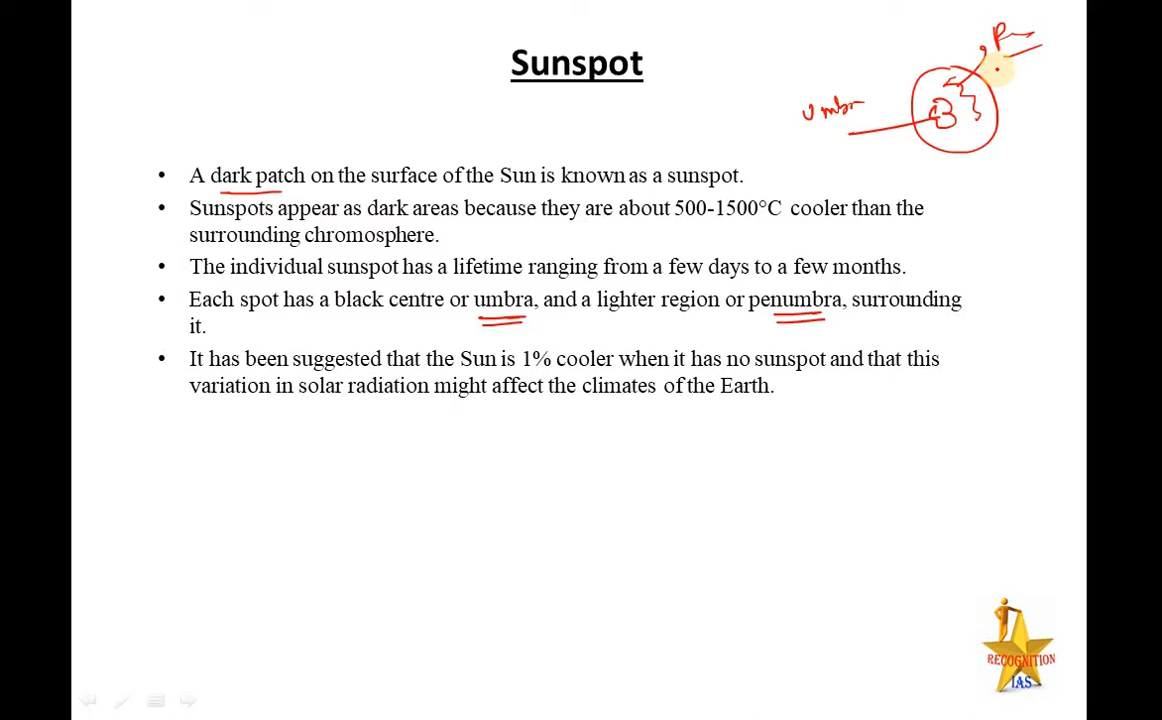 Sunspot
P
Umbr
• A dark patch on the surface of the Sun is known as a sunspot.
• Sunspots appear as dark areas because they are about 500-1500°C cooler than the
surrounding chromosphere.
• The individual sunspot has a lifetime ranging from a few days to a few months.
• Each spot has a black centre or umbra, and a lighter region or penumbra, surrounding
it.
• It has been suggested that the Sun is 1% cooler when it has no sunspot and that this
variation in solar radiation might affect the climates of the Earth.
RECOGNITION
IAS